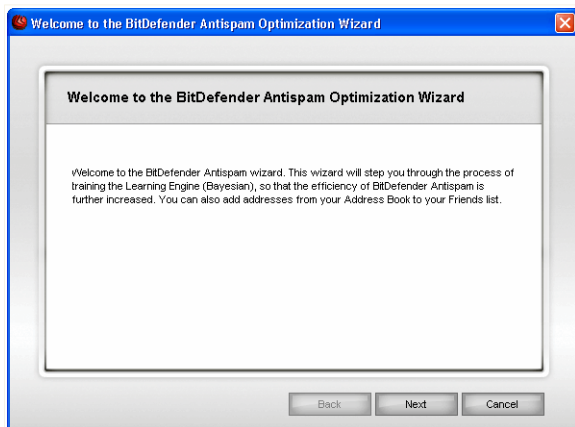 Welcome to the BitDefender Antispam Optimization Wizard
Welcome to the BitDefender Antispam Optimization Wizard
Welcome to the BitDefender Antispam wizard. This wizard will step you through the process of
training the Learning Engine (Bayesian), so that the efficiency of BitDefender Antispam is
further increased. You can also add addresses from your Address Book to your Friends list.
Back Next Cancel